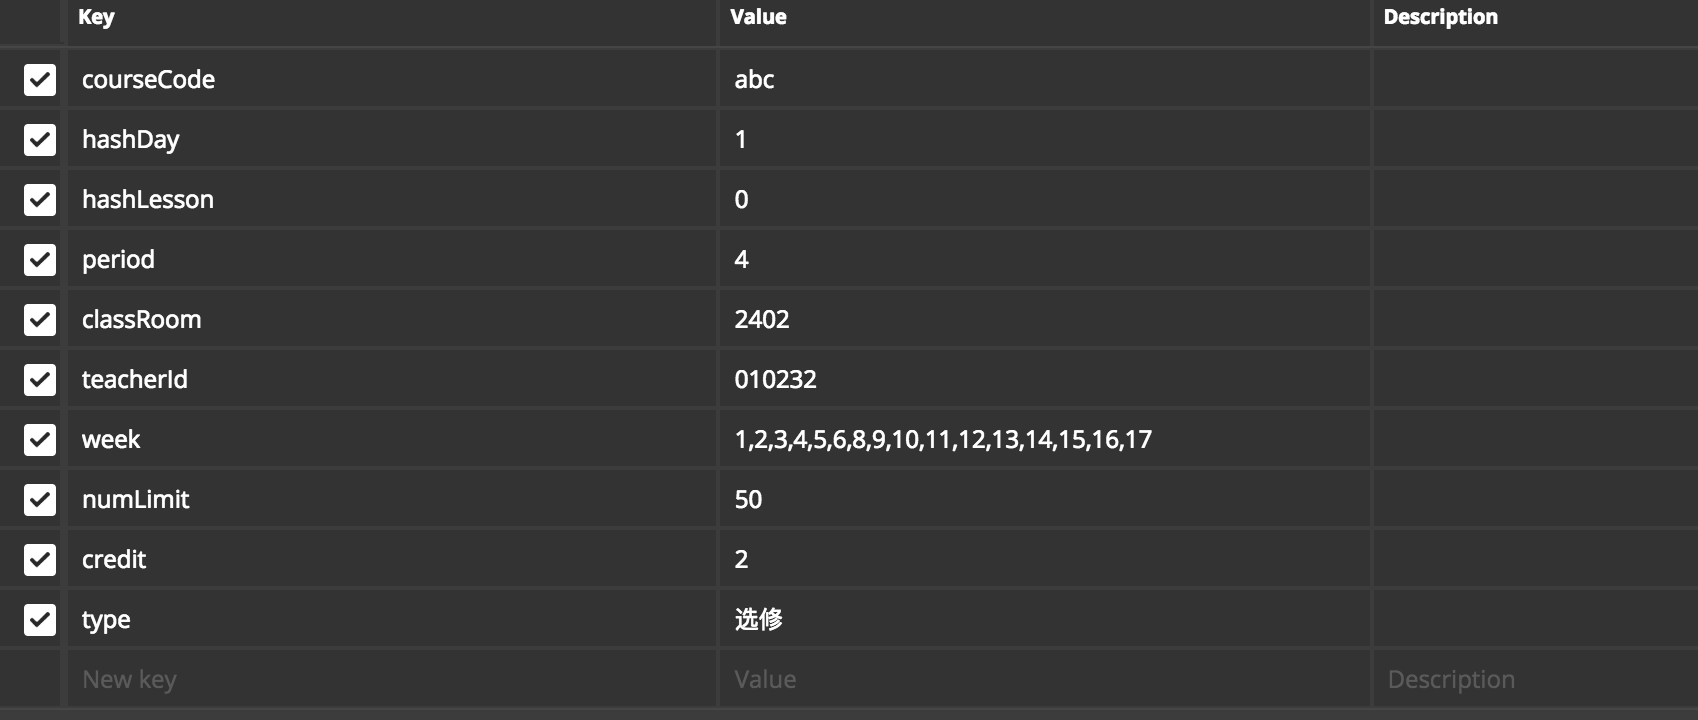 Key Value Description
courseCode abc
hashDay 1
hashLesson 0
period 4
classRoom 2402
teacherId 010232
week 1,2,3,4,5,6,8,9,10,11,12,13,14,15,16,17
numLimit 50
credit 2
type 选修
New key Value Description